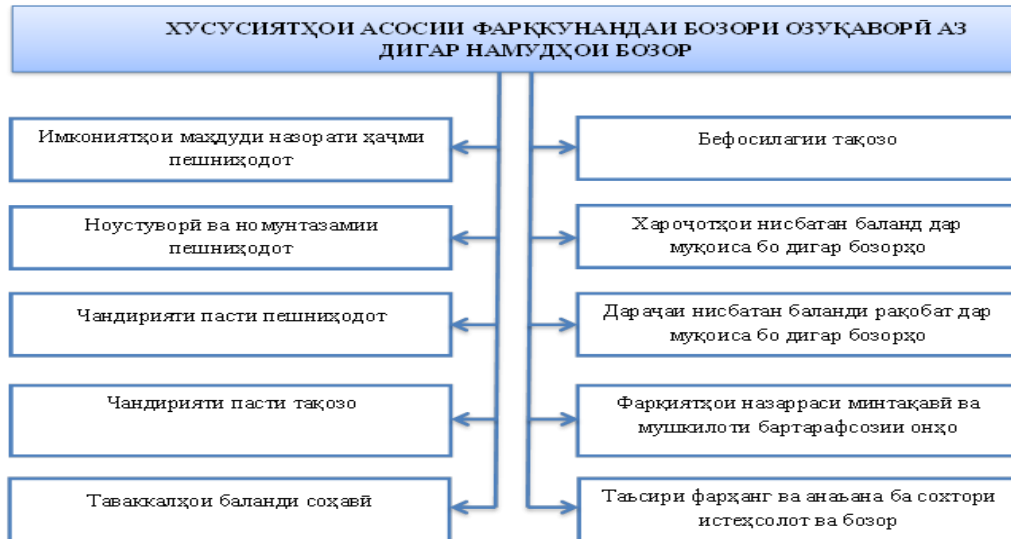 ХУСУСИЯТҲОИ АСОСИИ ФАРҚКУНАНДАИ БОЗОРИ ОЗУҚАВОРӢ АЗ
ДИГАР НАМУДҲОИ БОЗОР
Имкониятҳои маҳдуди назорати ҳаҷми
пешниҳодот
Ноустуворӣ ва номунтазамии
пешниҳодот
Чандирияти пасти пешниҳодот
Чандирияти пасти тақозо
Таваккалҳои баланди соҳавӣ
Бефосилагии тақозо
Хароҷотҳои нисбатан баланд дар
муқоиса бо дигар бозорҳо
Дараҷаи нисбатан баланди рақобат дар
муқоиса бо дигар бозорҳо
Фарқиятҳои назарраси минтақавӣ ва
мушкилоти бартарафсозии онҳо
Таъсири фарҳанг ва анаъана ба сохтори
истеҳсолот ва бозор